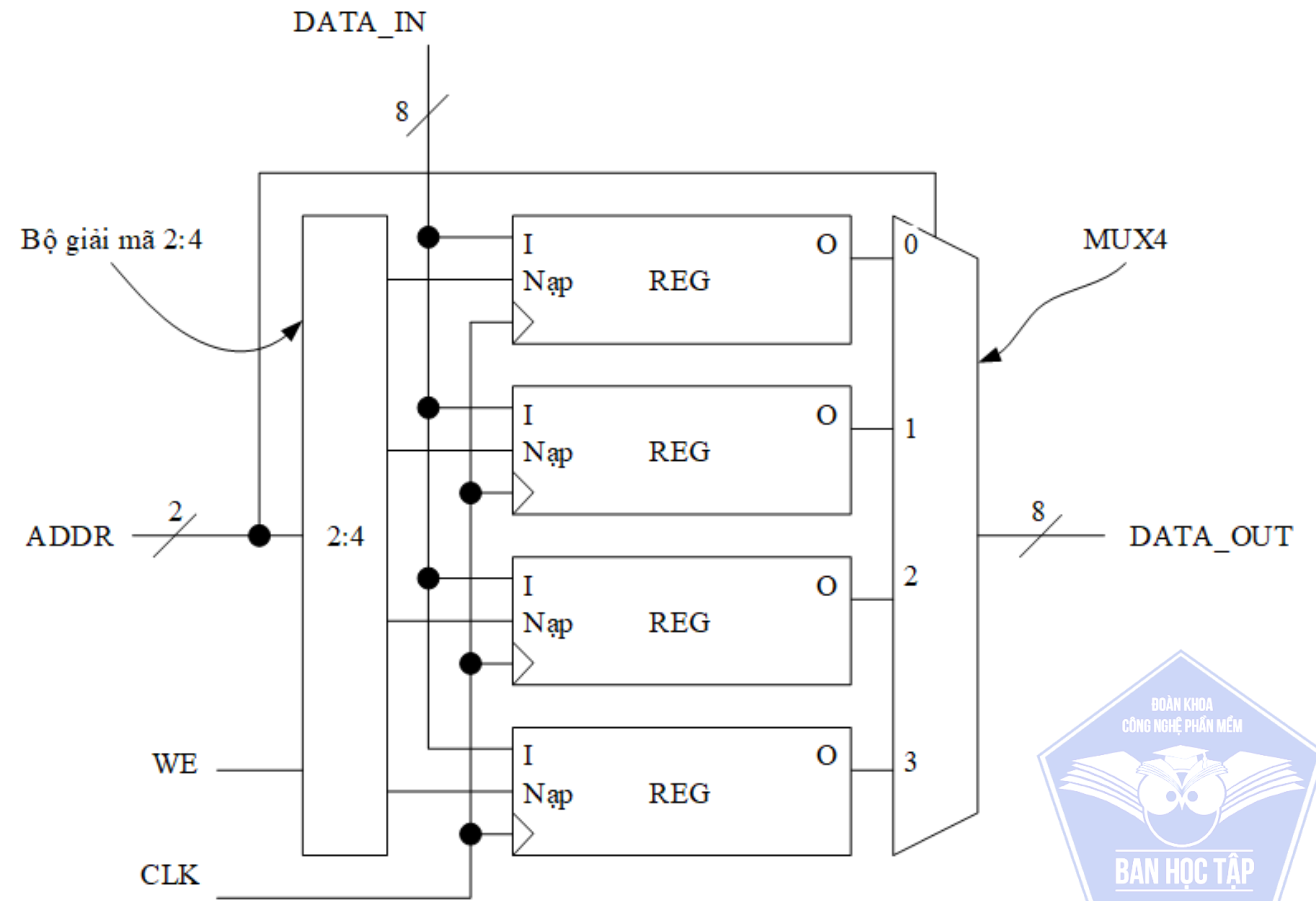 DATA_IN
8
Bộ giải mã 2:4
I
O
Nạp
REG
0
MUX4
I
O
Nạp
REG
1
ADDR
2
2:4
8
DATA_OUT
I
O
Nạp
REG
2
WE
I
O
Nạp
REG
3
CLK
ĐOÀN KHOA
CÔNG NGHỆ PHẦN MỀM
BAN HỌC TẬP